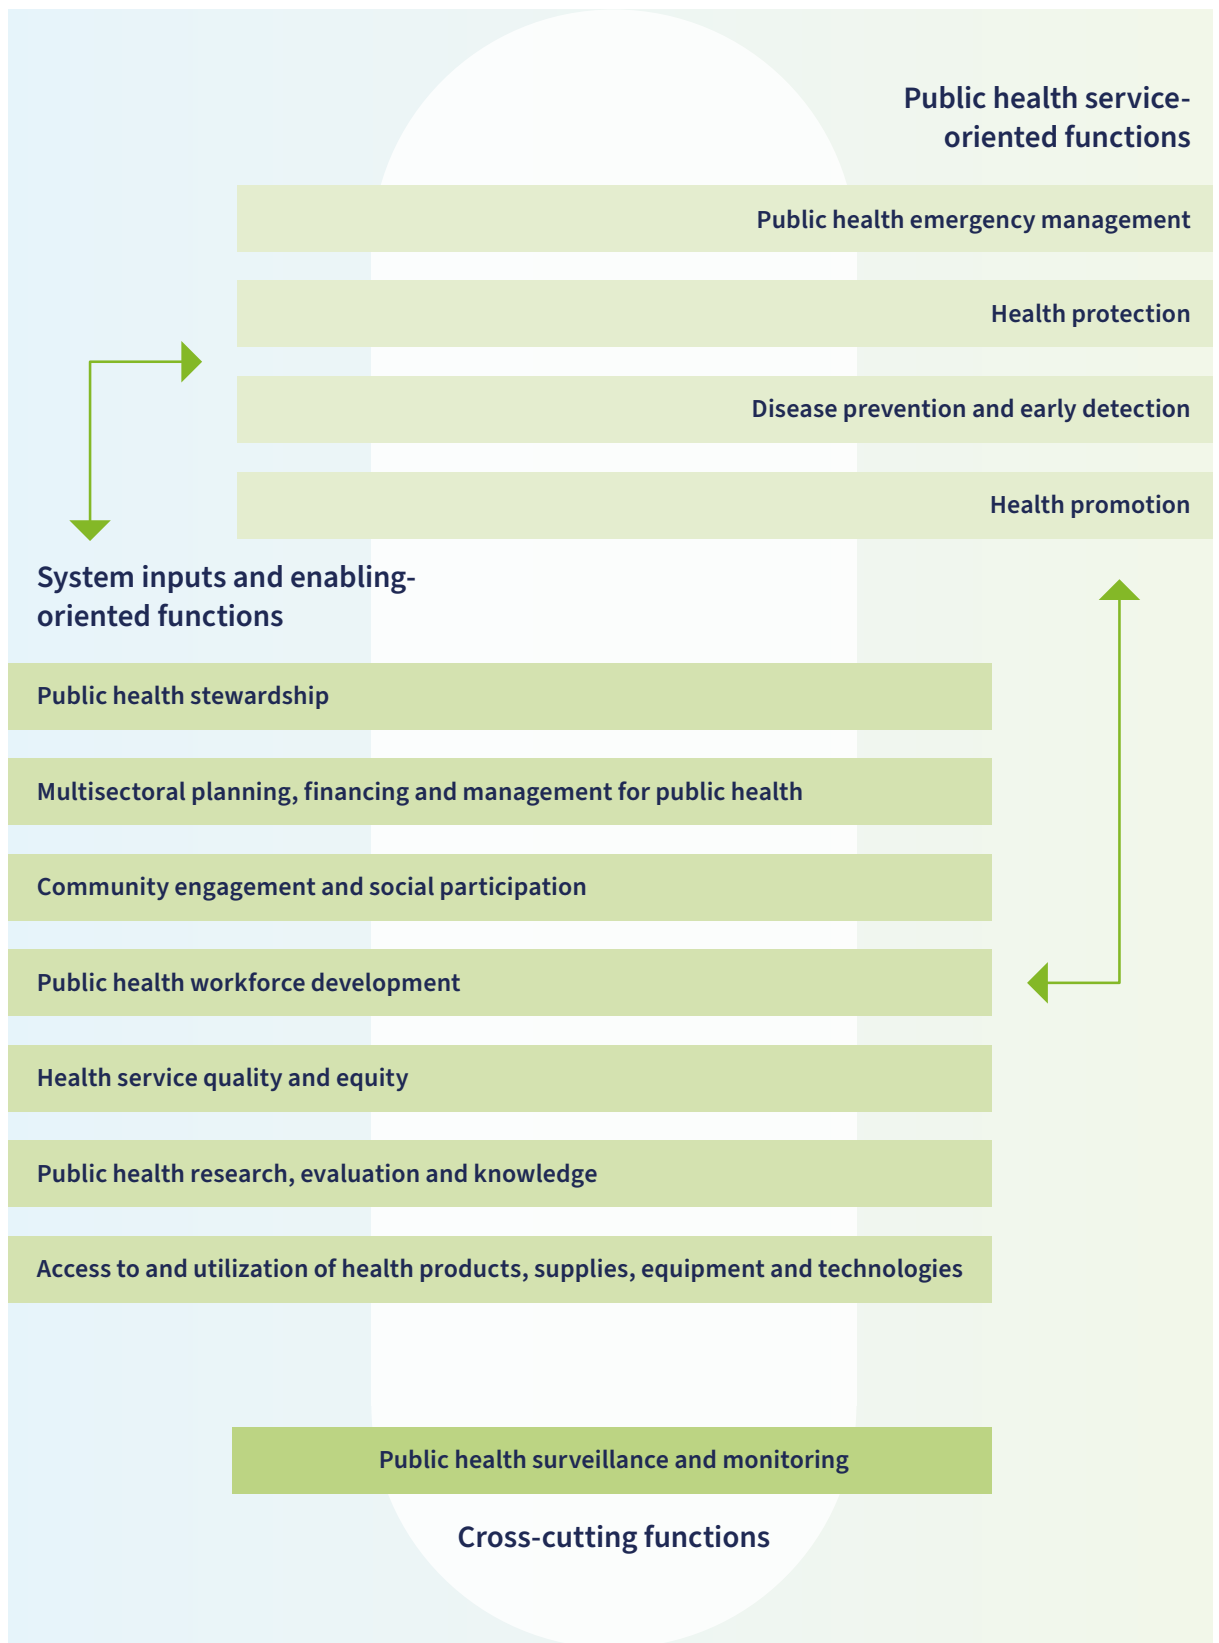 Public health service-
oriented functions
Public health emergency management
Health protection
Disease prevention and early detection
Health promotion
System inputs and enabling-
oriented functions
Public health stewardship
Multisectoral planning, financing and management for public health
Community engagement and social participation
Public health workforce development
Health service quality and equity
Public health research, evaluation and knowledge
Access to and utilization of health products, supplies, equipment and technologies
Public health surveillance and monitoring
Cross-cutting functions